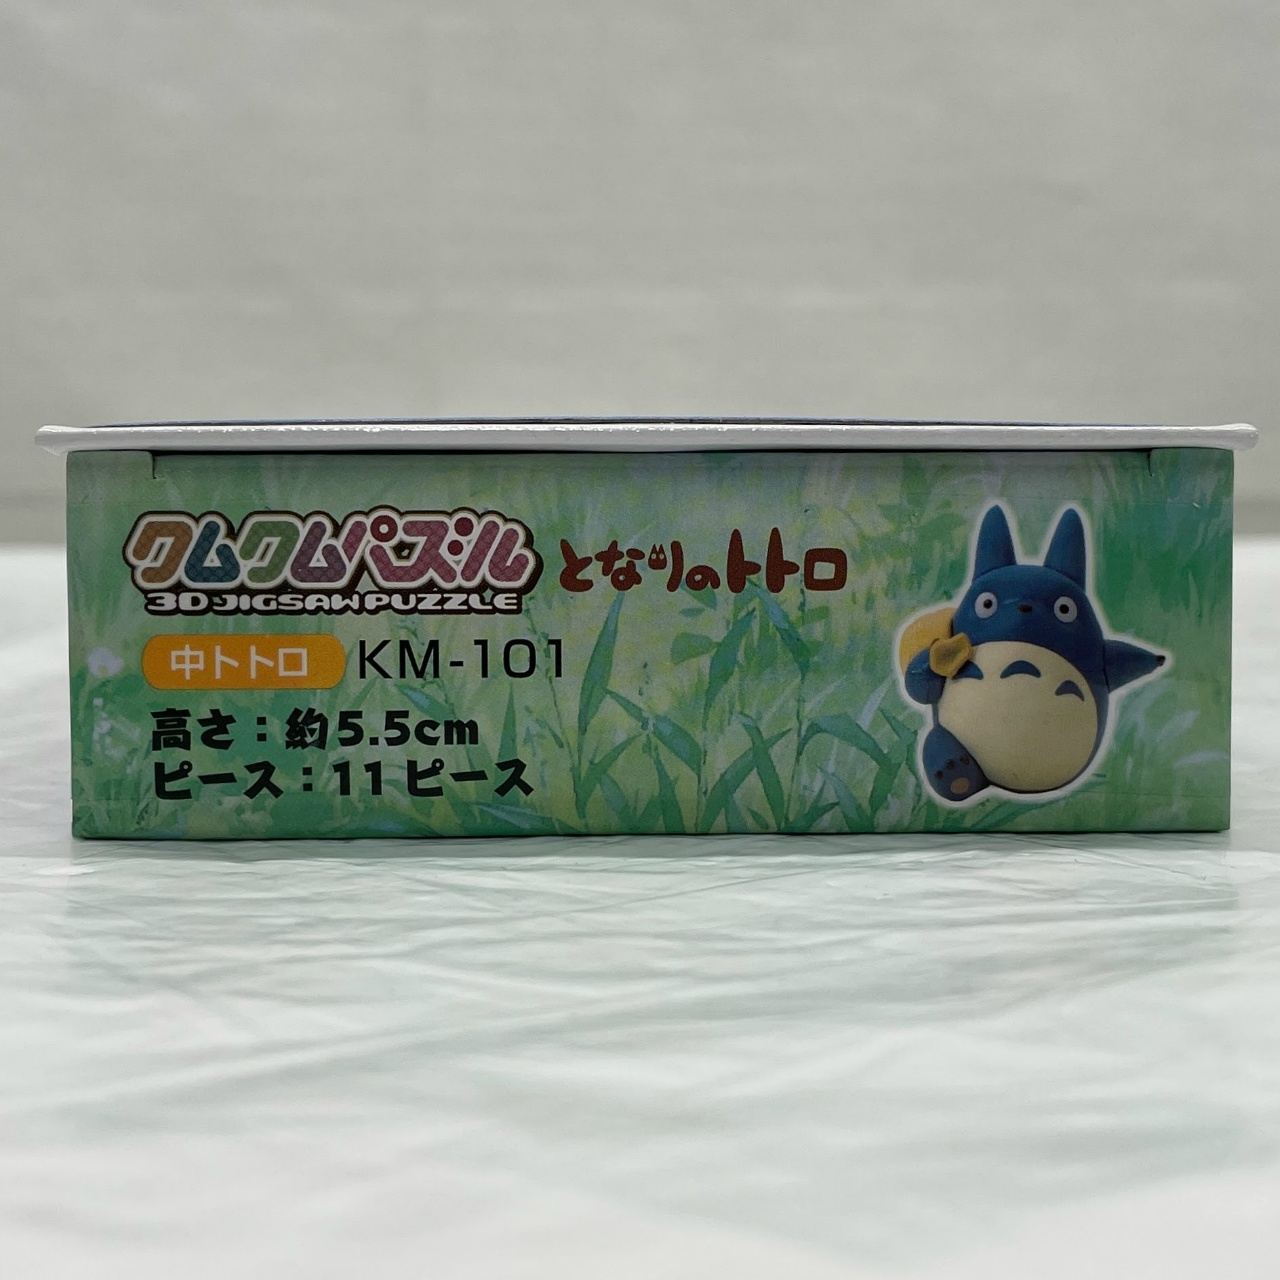 クムクムパズル
3D JIGSAW PUZZLE
となりのトトロ
中トトロ KM-101
高さ：約5.5cm
ピース：11ピース